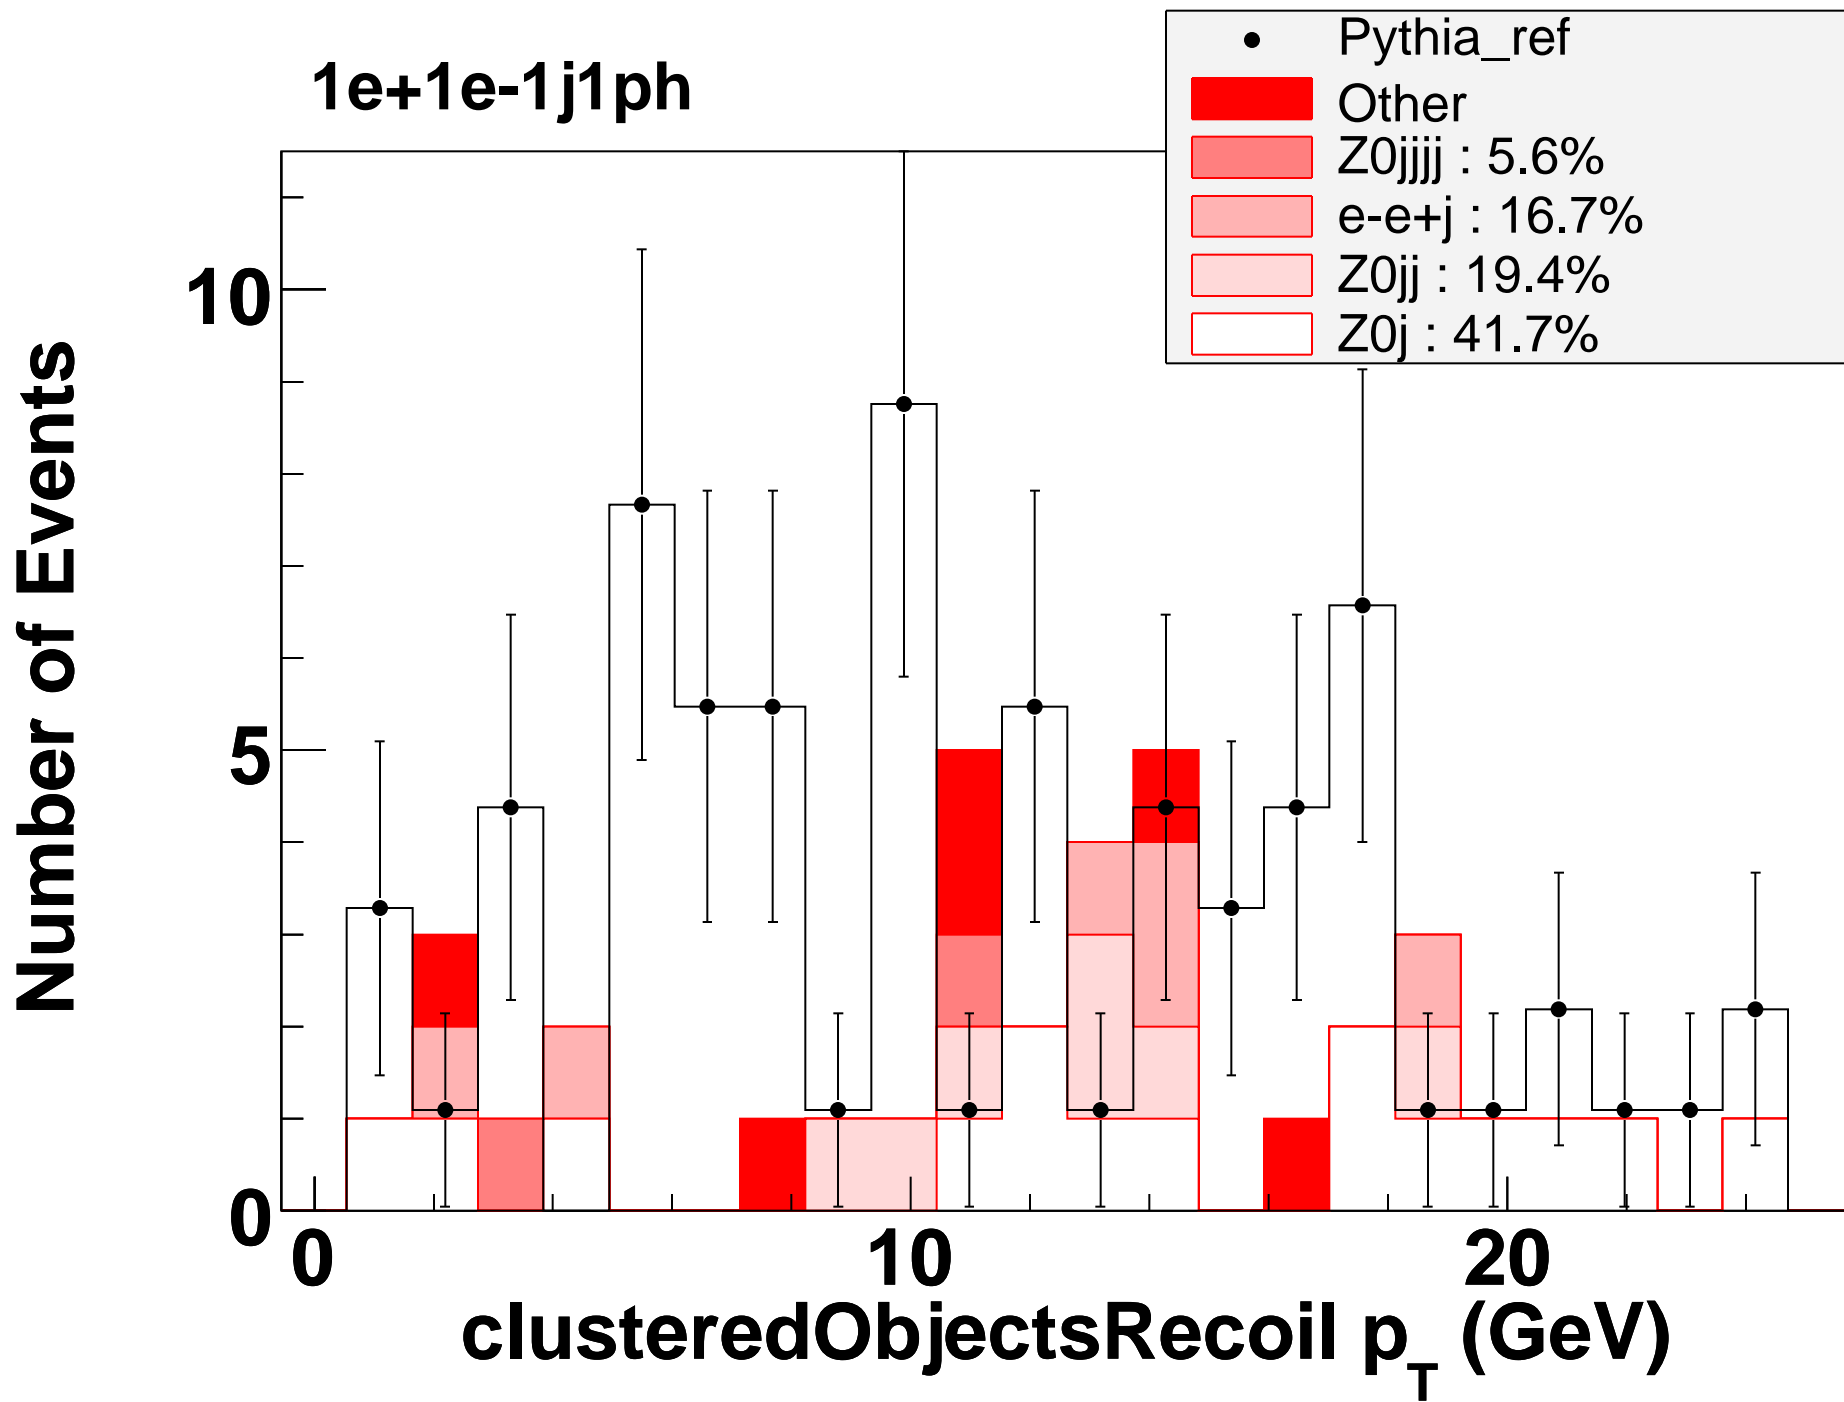 1e+1e-1j1ph
Pythia_ref
Other
Z0jjjj : 5.6%
e-e+j : 16.7%
Z0jj : 19.4%
Z0j : 41.7%
Number of Events
10
5
0
0 10 20
clusteredObjectsRecoil p_T (GeV)